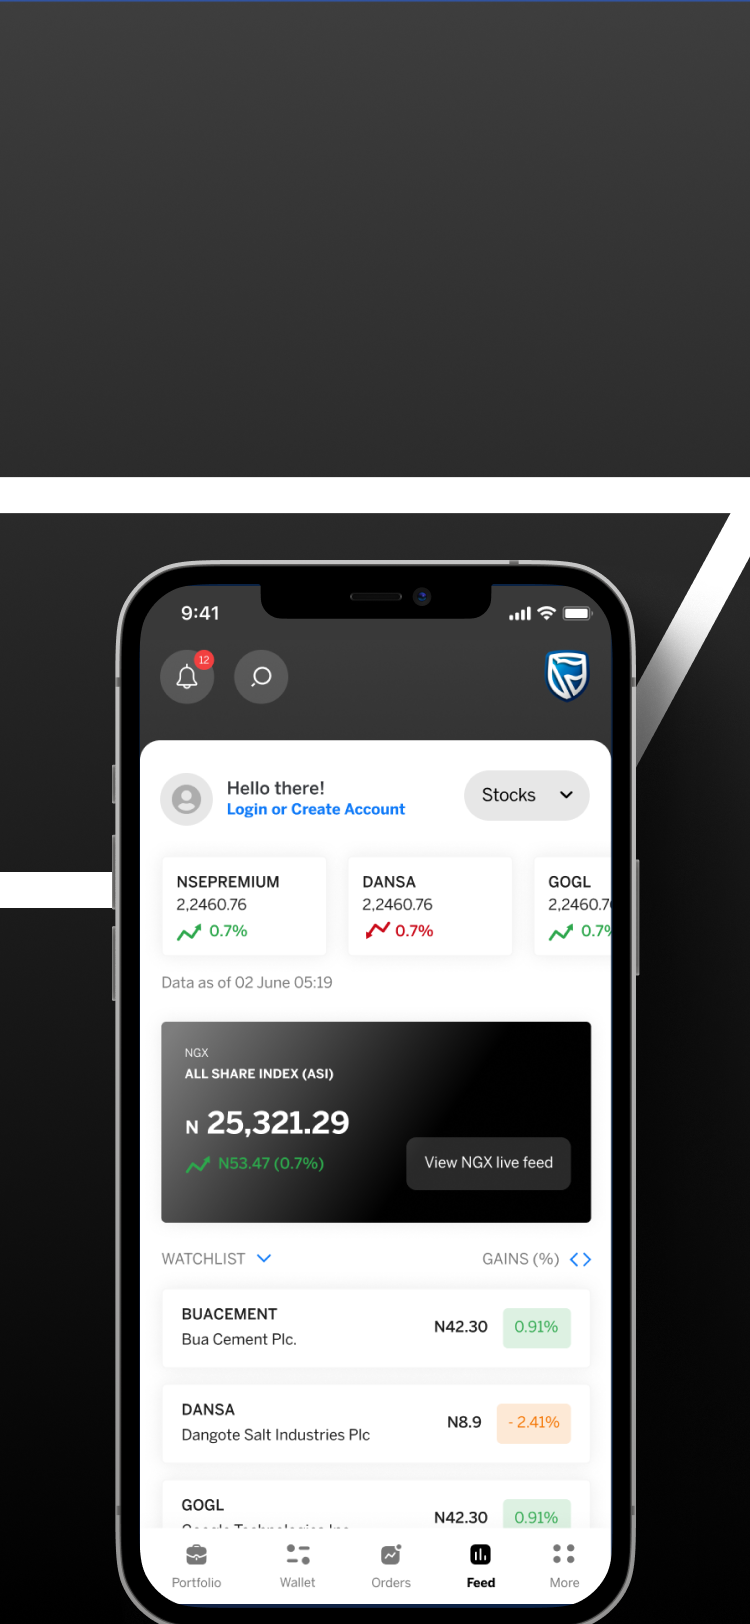 9:41
12
Hello there!
Login or Create Account
Stocks
NSEPREMIUM
2,2460.76
0.7%
DANSA
2,2460.76
0.7%
GOGL
2,2460.76
0.7%
Data as of 02 June 05:19
NGX
ALL SHARE INDEX (ASI)
N 25,321.29
N53.47 (0.7%)
View NGX live feed
WATCHLIST
GAINS (%)
BUACEMENT
Bua Cement Plc.
N42.30
0.91%
DANSA
Dangote Salt Industries Plc
N8.9
- 2.41%
GOGL
N42.30
0.91%
Portfolio
Wallet
Orders
Feed
More